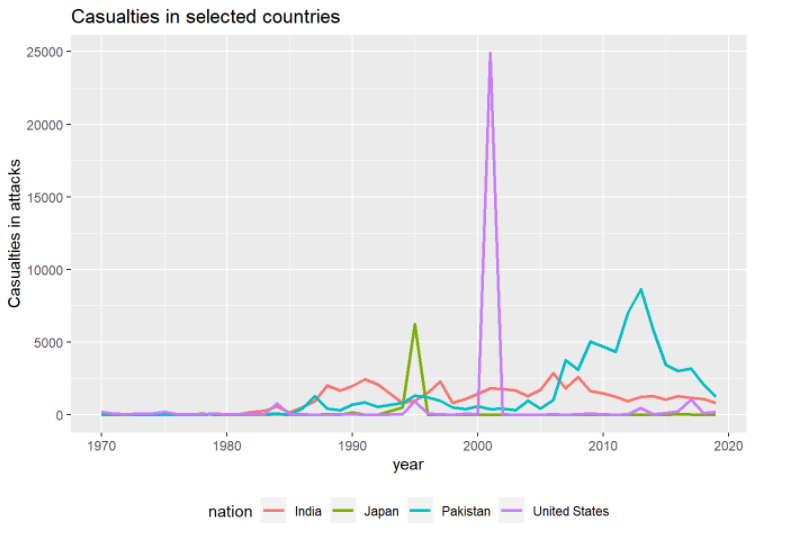 Casualties in selected countries
Casualties in attacks
25000
20000
15000
10000
5000
0
1970 1980 1990 2000 2010 2020
year
nation India Japan Pakistan United States